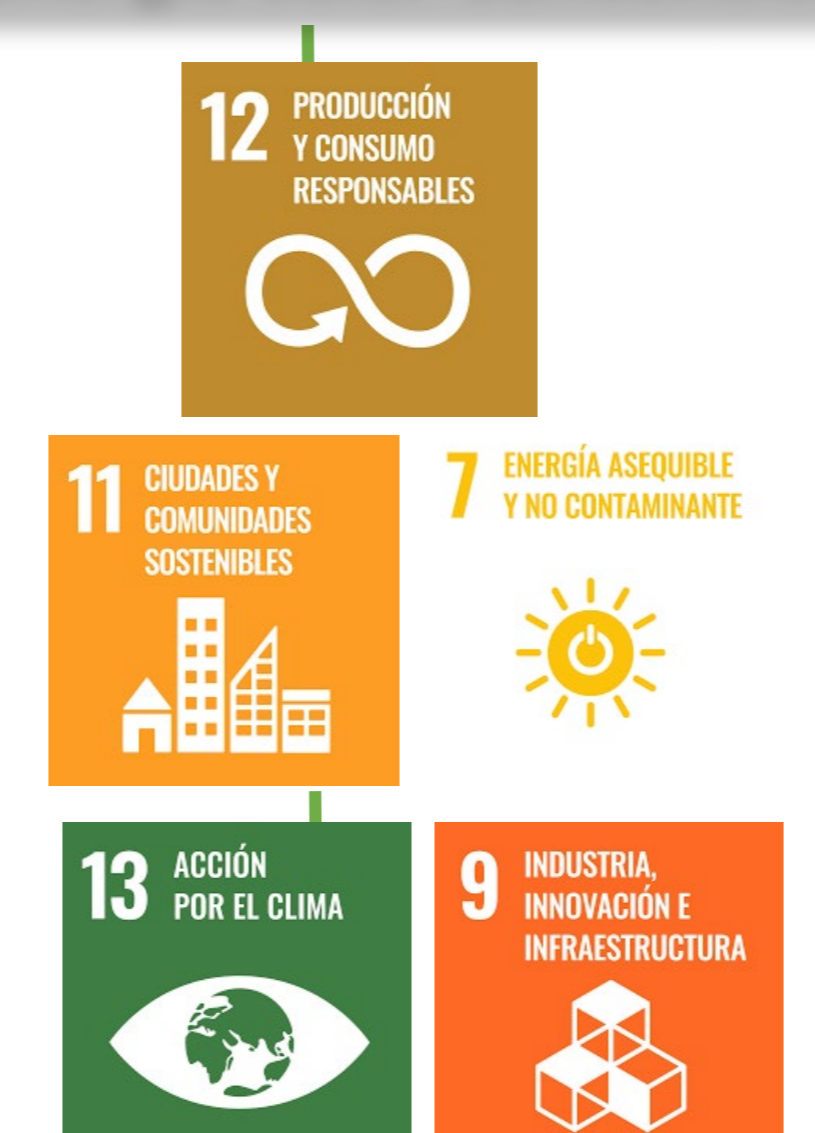 12
PRODUCCIÓN
Y CONSUMO
RESPONSABLES
11
CIUDADES Y
COMUNIDADES
SOSTENIBLES
7
ENERGÍA ASEQUIBLE
Y NO CONTAMINANTE
13
ACCIÓN
POR EL CLIMA
9
INDUSTRIA,
INNOVACIÓN E
INFRAESTRUCTURA